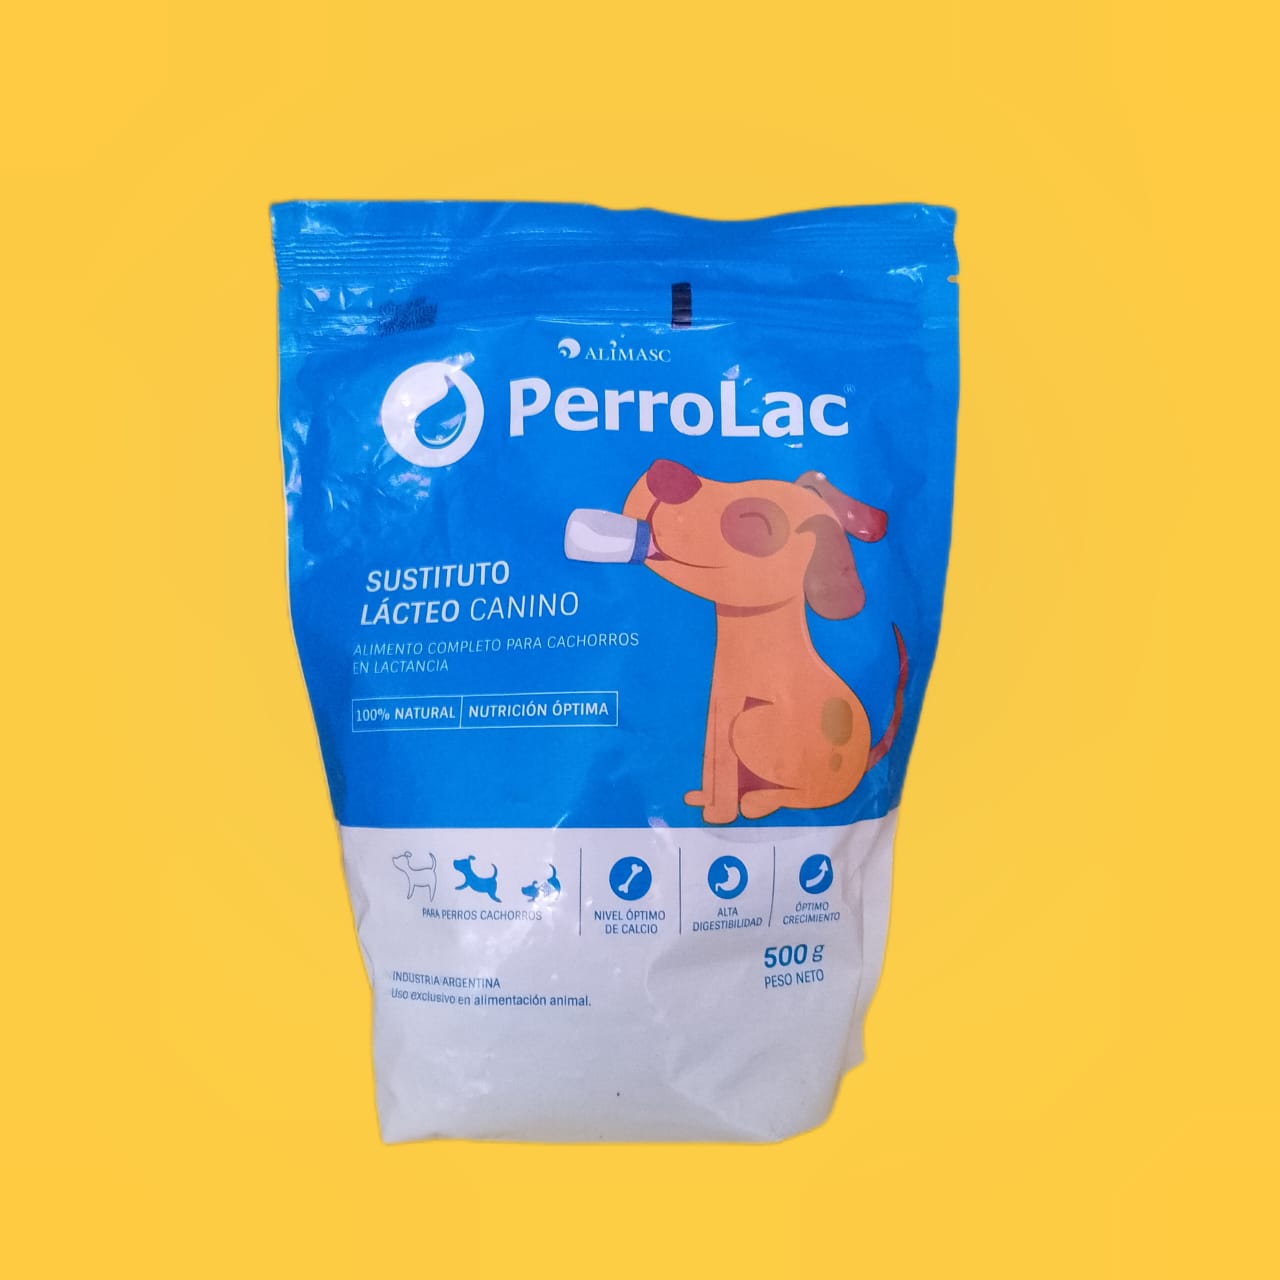 ALIMASC
PerroLac®
SUSTITUTO
LÁCTEO CANINO
ALIMENTO COMPLETO PARA CACHORROS
EN LACTANCIA
100% NATURAL NUTRICIÓN ÓPTIMA
PARA PERROS CACHORROS
NIVEL ÓPTIMO
DE CALCIO
ALTA
DIGESTIBILIDAD
ÓPTIMO
CRECIMIENTO
500 g
PESO NETO
INDUSTRIA ARGENTINA
Uso exclusivo en alimentación animal.